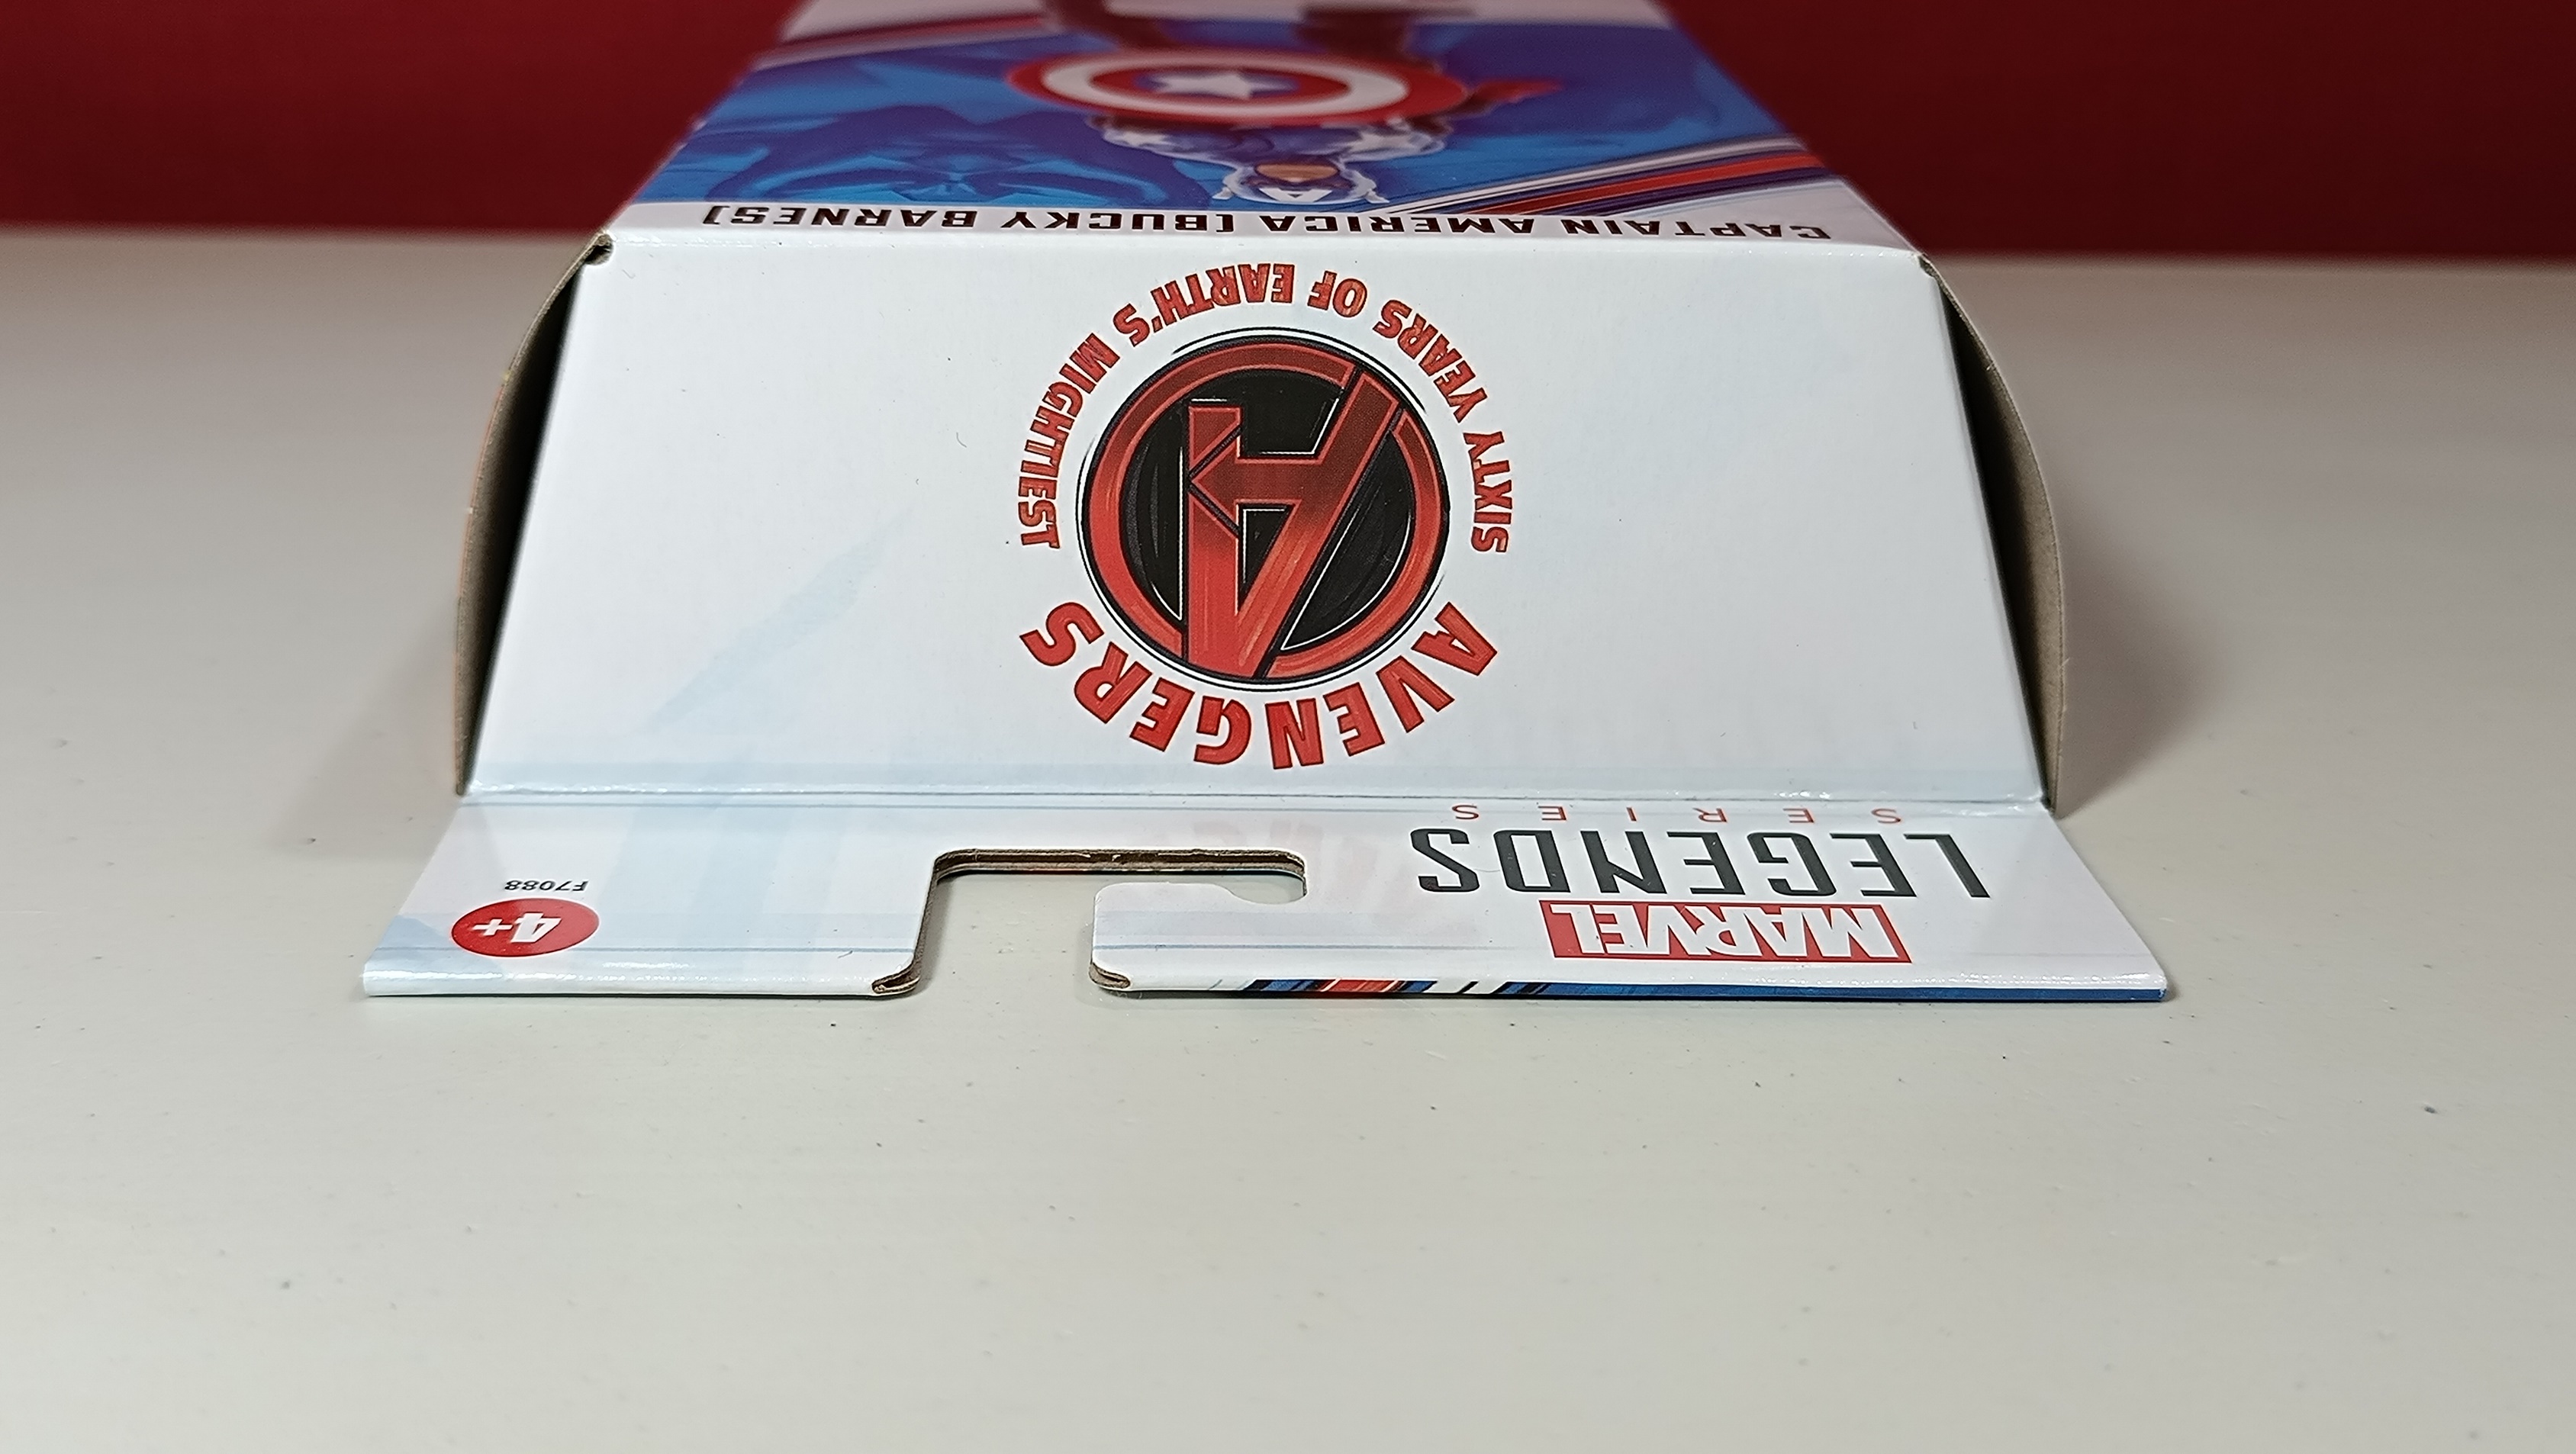 MARVEL
LEGENDS
SERIES
4+
F7088
AVENGERS
SIXTY YEARS OF EARTH'S MIGHTIEST
CAPTAIN AMERICA (BUCKY BARNES)